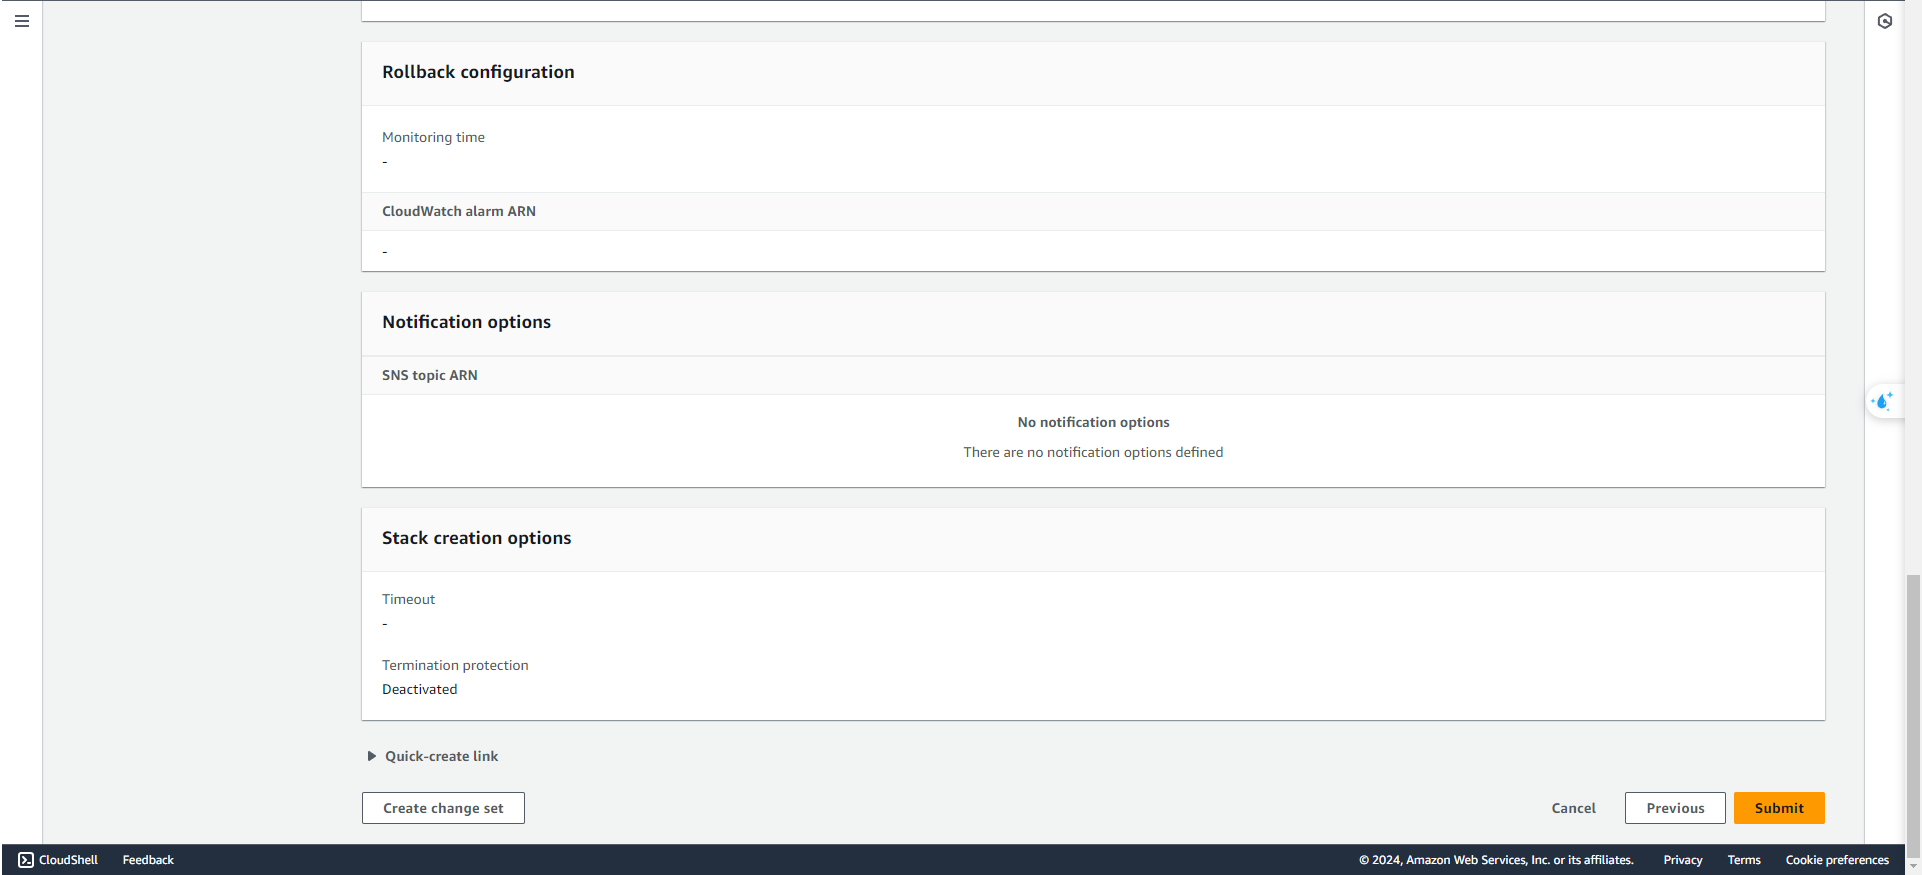 Rollback configuration
Monitoring time
-
CloudWatch alarm ARN
-
Notification options
SNS topic ARN
No notification options
There are no notification options defined
Stack creation options
Timeout
-
Termination protection
Deactivated
Quick-create link
Create change set
Cancel
Previous
Submit
CloudShell
Feedback
© 2024, Amazon Web Services, Inc. or its affiliates.
Privacy
Terms
Cookie preferences